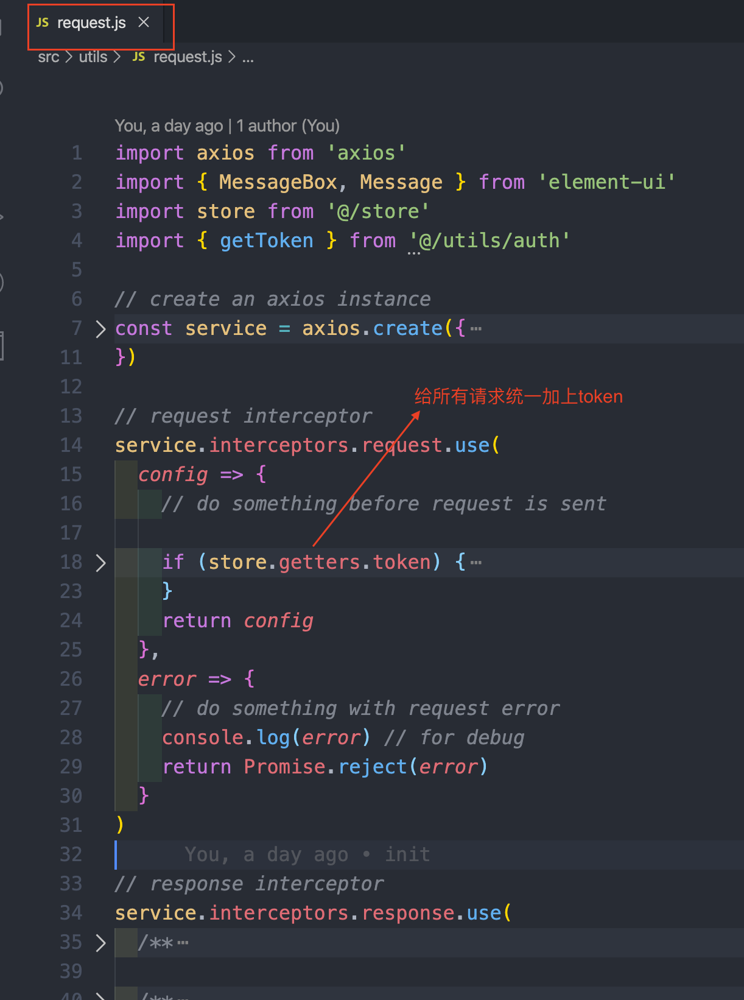 JS request.js ×
src > utils > JS request.js > ...
You, a day ago | 1 author (You)
1 import axios from 'axios'
2 import { MessageBox, Message } from 'element-ui'
3 import store from '@/store'
4 import { getToken } from '@/utils/auth'
5
6 // create an axios instance
7 const service = axios.create({ ⋯
11 })
12
给所有请求统一加上token
13 // request interceptor
14 service.interceptors.request.use(
15 config => {
16 // do something before request is sent
17
18 if (store.getters.token) { ⋯
23 }
24 return config
25 },
26 error => {
27 // do something with request error
28 console.log(error) // for debug
29 return Promise.reject(error)
30 }
31 )
32 You, a day ago • init
33 // response interceptor
34 service.interceptors.response.use(
35 /** ⋯
39
40 /** ⋯